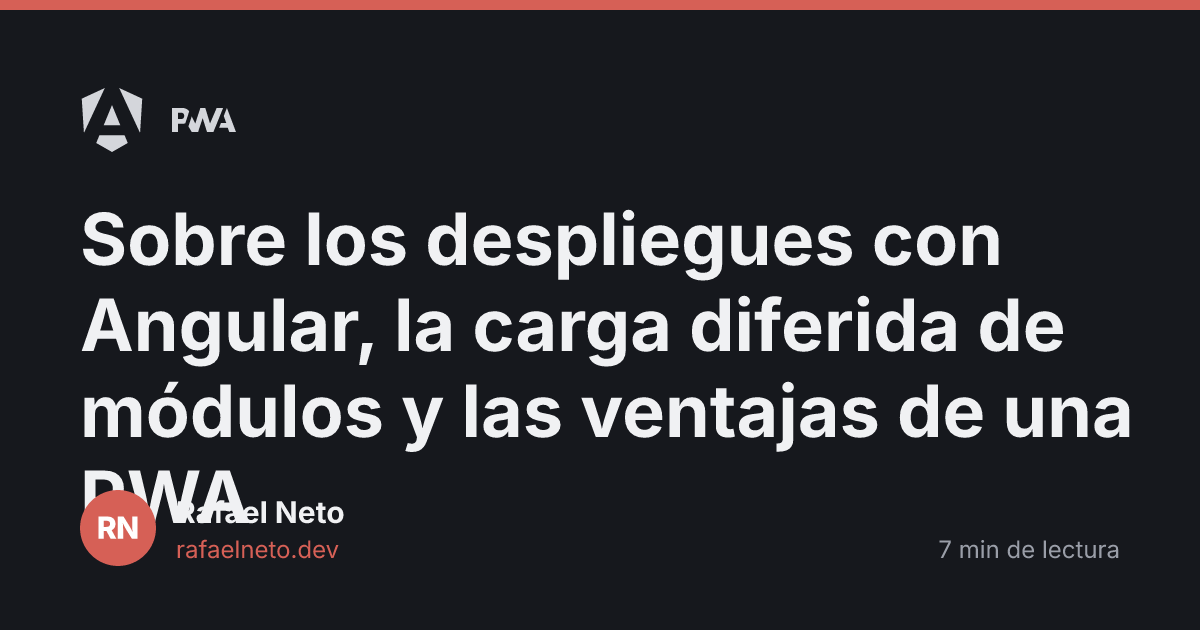 PWA
Sobre los despliegues con
Angular, la carga diferida de
módulos y las ventajas de una
PWA
RN
Rafael Neto
rafaelneto.dev
7 min de lectura